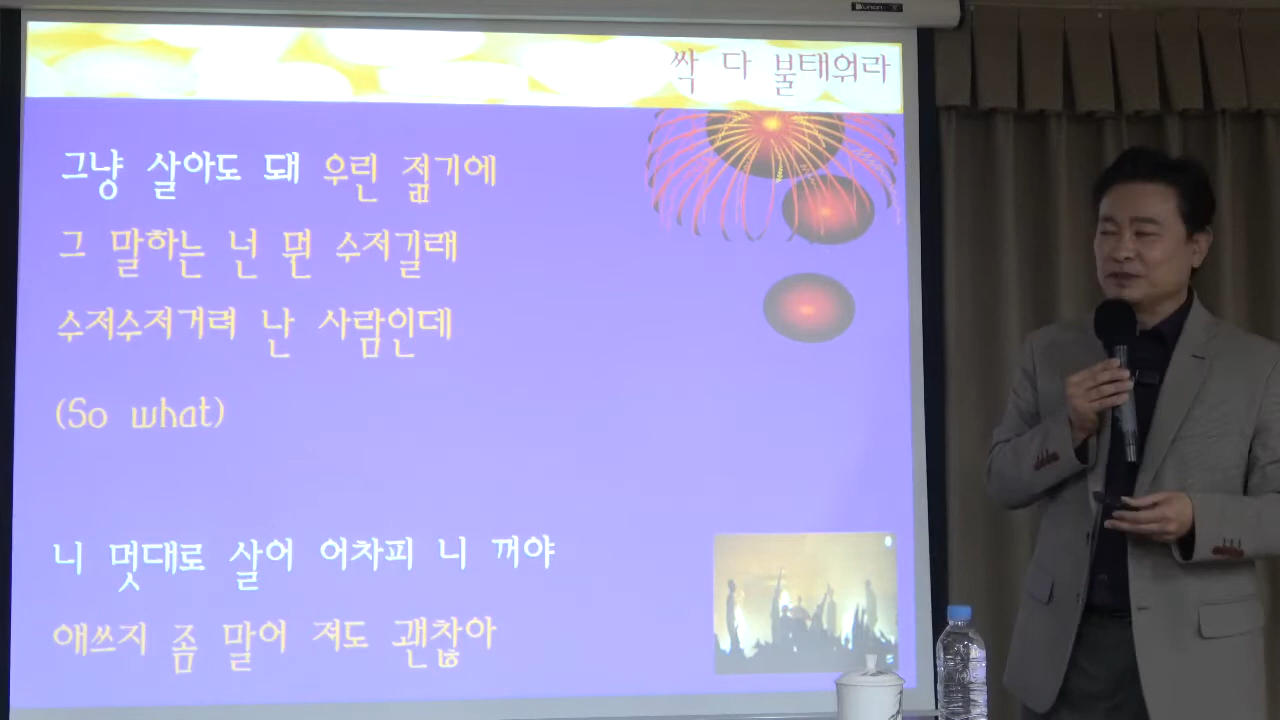 싹 다 불태워라
그냥 살아도 돼 우린 젊기에
그 말하는 넌 뭔 수저길래
수저수저거려 난 사람인데
(So what)
니 멋대로 살어 어차피 니 꺼야
애쓰지 좀 말어 져도 괜찮아